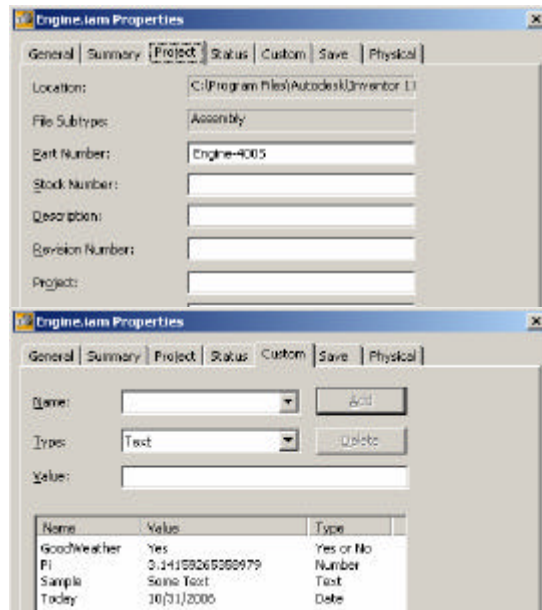 Engine.iam Properties
General Summary Project Status Custom Save Physical
Location: C:\Program Files\Autodesk\Inventor 11
File Subtype: Assembly
Part Number: Engine-4005
Stock Number:
Description:
Revision Number:
Project:
Engine.iam Properties
General Summary Project Status Custom Save Physical
Name: Add
Type: Text Delete
Value:
Name Value Type
GoodWeather Yes Yes or No
Pi 3.14159265358979 Number
Sample Some Text Text
Today 10/31/2006 Date